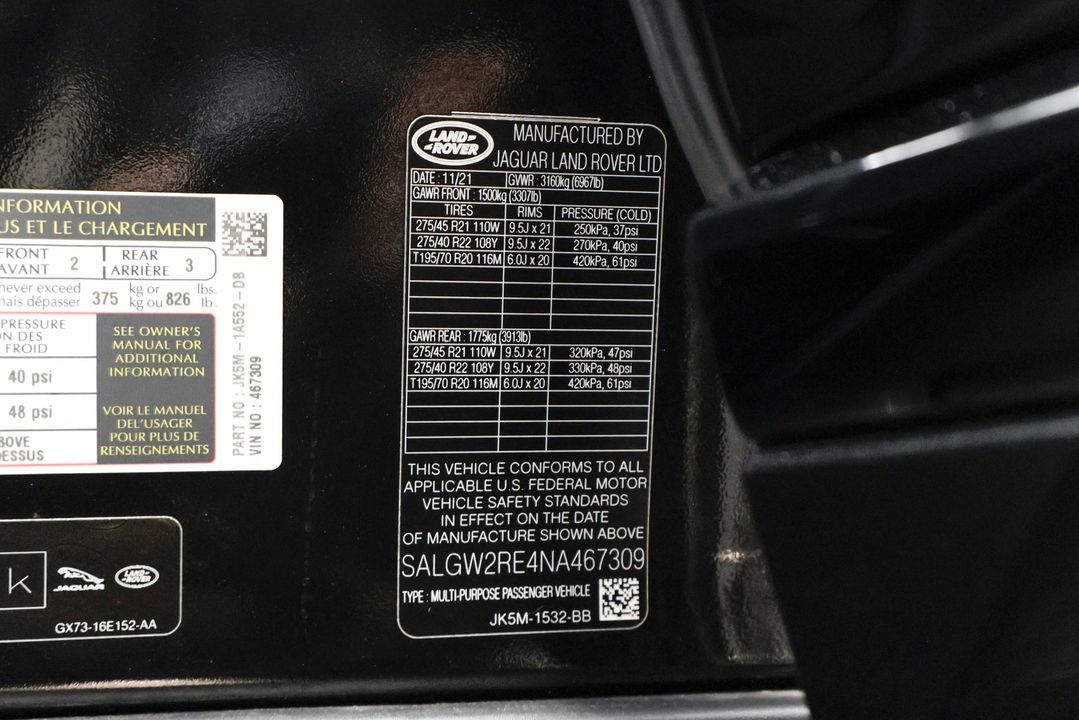 NFORMATION
US ET LE CHARGEMENT
FRONT
AVANT 2
REAR
ARRIÈRE 3
never exceed
mais dépasser
375
kg or
kg ou
826
lbs.
lb.
PRESSURE
ON DES
FROID
40 psi
48 psi
BOVE
DESSUS
SEE OWNER'S
MANUAL FOR
ADDITIONAL
INFORMATION
VOIR LE MANUEL
DEL'USAGER
POUR PLUS DE
RENSEIGNEMENTS
PART NO : JK5M-1A552-DB
VIN NO : 467309
k
JAGUAR
LAND-
-ROVER
GX73-16E152-AA
LAND-
-ROVER
MANUFACTURED BY
JAGUAR LAND ROVER LTD
DATE : 11/21 GVWR : 3160kg (6967lb)
GAWR FRONT : 1500kg (3307lb)
TIRES RIMS PRESSURE (COLD)
275/45 R21 110W 9.5J x 21 250kPa, 37psi
275/40 R22 108Y 9.5J x 22 270kPa, 40psi
T195/70 R20 116M 6.0J x 20 420kPa, 61psi
GAWR REAR : 1775kg (3913lb)
275/45 R21 110W 9.5J x 21 320kPa, 47psi
275/40 R22 108Y 9.5J x 22 330kPa, 48psi
T195/70 R20 116M 6.0J x 20 420kPa, 61psi
THIS VEHICLE CONFORMS TO ALL
APPLICABLE U.S. FEDERAL MOTOR
VEHICLE SAFETY STANDARDS
IN EFFECT ON THE DATE
OF MANUFACTURE SHOWN ABOVE
SALGW2RE4NA467309
TYPE : MULTI-PURPOSE PASSENGER VEHICLE
JK5M-1532-BB